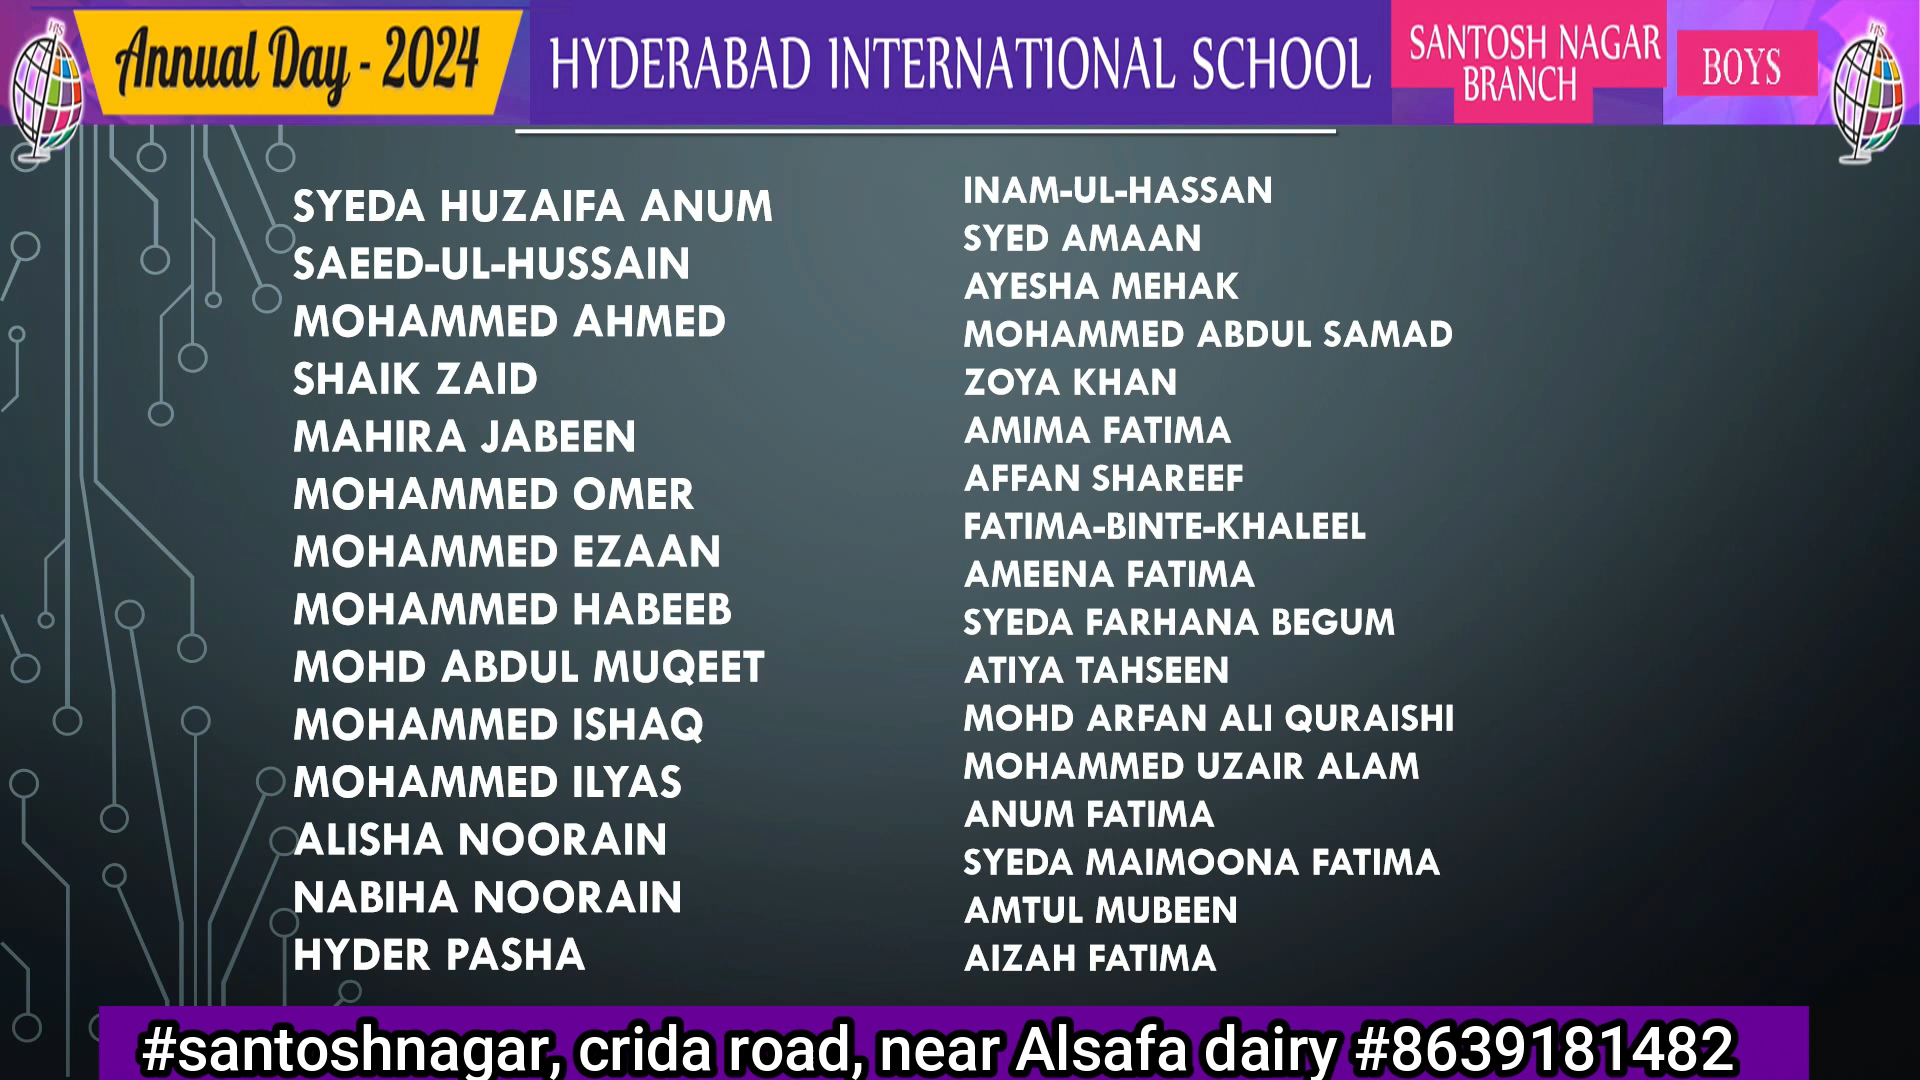 HIS
Annual Day - 2024
HYDERABAD INTERNATIONAL SCHOOL
SANTOSH NAGAR
BRANCH
BOYS
HIS
SYEDA HUZAIFA ANUM
SAEED-UL-HUSSAIN
MOHAMMED AHMED
SHAIK ZAID
MAHIRA JABEEN
MOHAMMED OMER
MOHAMMED EZAAN
MOHAMMED HABEEB
MOHD ABDUL MUQEET
MOHAMMED ISHAQ
MOHAMMED ILYAS
ALISHA NOORAIN
NABIHA NOORAIN
HYDER PASHA
INAM-UL-HASSAN
SYED AMAAN
AYESHA MEHAK
MOHAMMED ABDUL SAMAD
ZOYA KHAN
AMIMA FATIMA
AFFAN SHAREEF
FATIMA-BINTE-KHALEEL
AMEENA FATIMA
SYEDA FARHANA BEGUM
ATIYA TAHSEEN
MOHD ARFAN ALI QURAISHI
MOHAMMED UZAIR ALAM
ANUM FATIMA
SYEDA MAIMOONA FATIMA
AMTUL MUBEEN
AIZAH FATIMA
#santoshnagar, crida road, near Alsafa dairy #8639181482